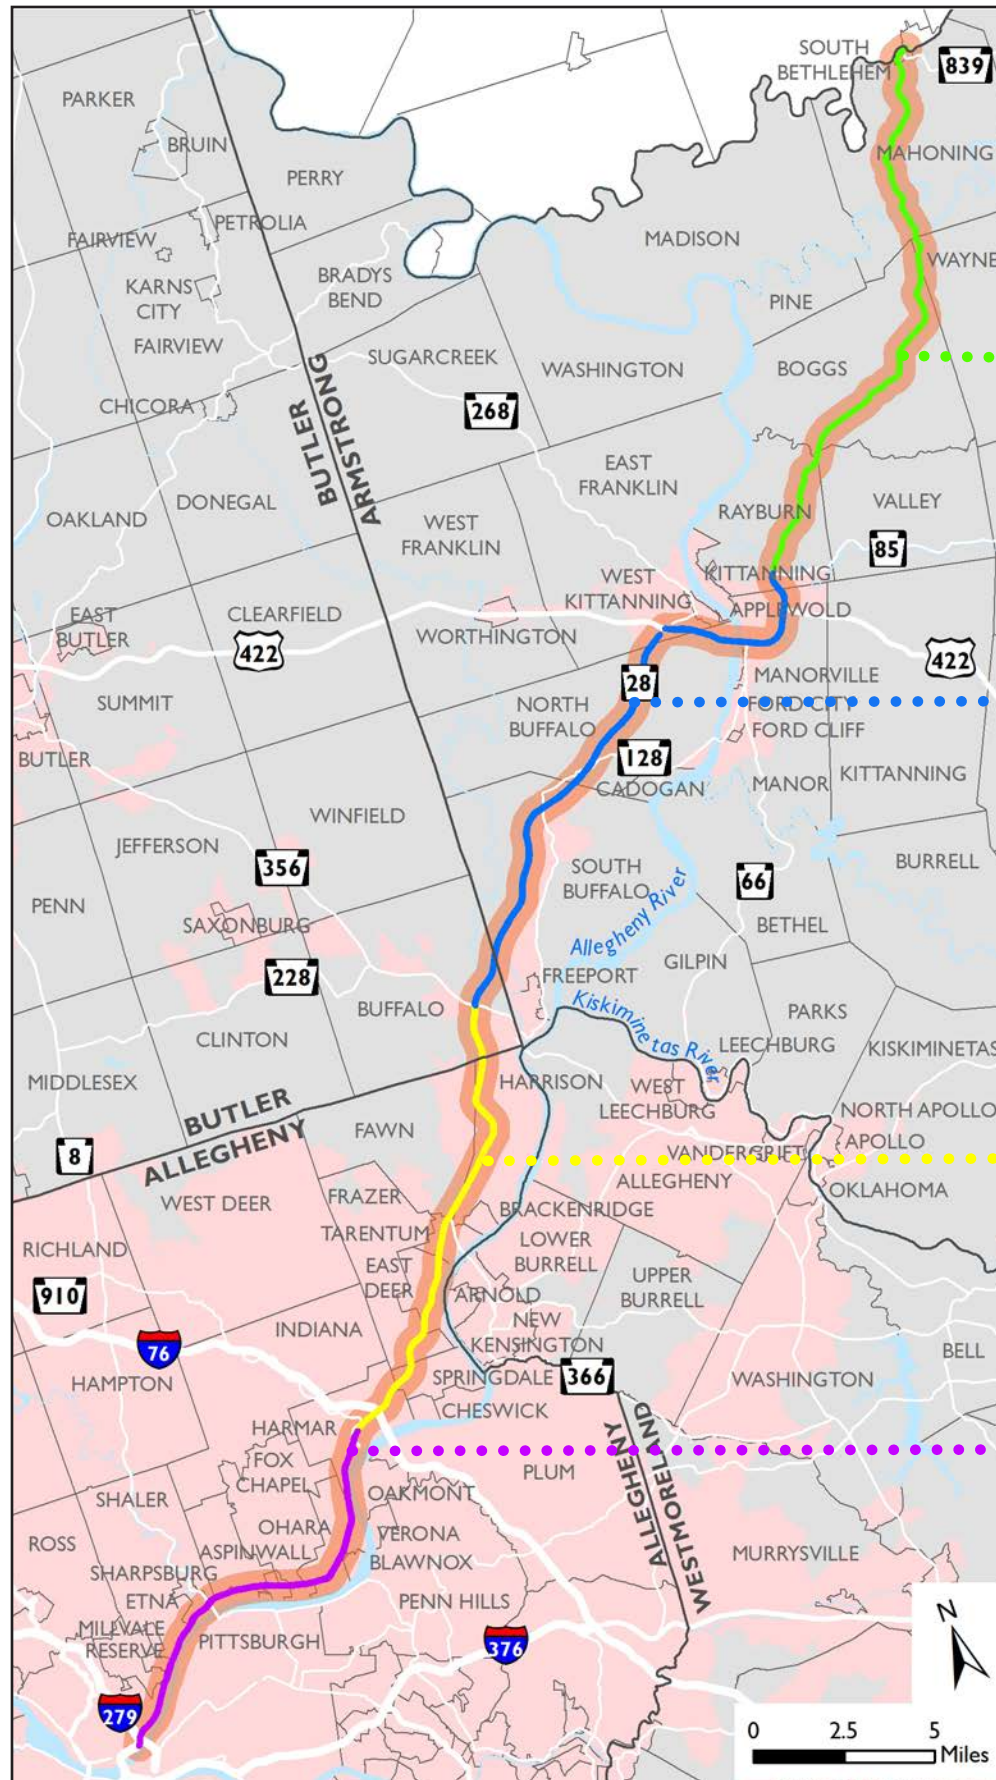 SOUTH
BETHLEHEM
839
PARKER
BRUIN
MAHONING
PERRY
PETROLIA
FAIRVIEW
MADISON
WAYNE
BRADYS
BEND
KARNS
CITY
PINE
FAIRVIEW
SUGARCREEK
WASHINGTON
BOGGS
CHICORA
268
BUTLER
ARMSTRONG
EAST
FRANKLIN
DONEGAL
OAKLAND
WEST
FRANKLIN
RAYBURN
VALLEY
85
WEST
KITTANNING
KITTANNING
EAST
BUTLER
CLEARFIELD
APPLEWOLD
WORTHINGTON
422
422
SUMMIT
28
MANORVILLE
NORTH
BUFFALO
FORD CITY
FORD CLIFF
BUTLER
128
CADOGAN
MANOR
KITTANNING
WINFIELD
JEFFERSON
356
SOUTH
BUFFALO
BURRELL
PENN
66
SAXONBURG
Allegheny River
BETHEL
228
FREEPORT
GILPIN
BUFFALO
Kiskiminetas River
PARKS
CLINTON
LEECHBURG
KISKIMINETAS
MIDDLESEX
HARRISON
WEST
LEECHBURG
BUTLER
ALLEGHENY
NORTH APOLLO
FAWN
APOLLO
8
VANDERGRIFT
ALLEGHENY
OKLAHOMA
WEST DEER
FRAZER
BRACKENRIDGE
TARENTUM
RICHLAND
LOWER
BURRELL
EAST
DEER
UPPER
BURRELL
910
ARNOLD
NEW
KENSINGTON
INDIANA
76
BELL
SPRINGDALE
366
HAMPTON
WASHINGTON
CHESWICK
HARMAR
ALLEGHENY
WESTMORELAND
FOX
CHAPEL
PLUM
OAKMONT
SHALER
OHARA
VERONA
ROSS
ASPINWALL
BLAWNOX
MURRYSVILLE
SHARPSBURG
ETNA
PENN HILLS
MILLVALE
RESERVE
PITTSBURGH
376
N
279
0 2.5 5
Miles